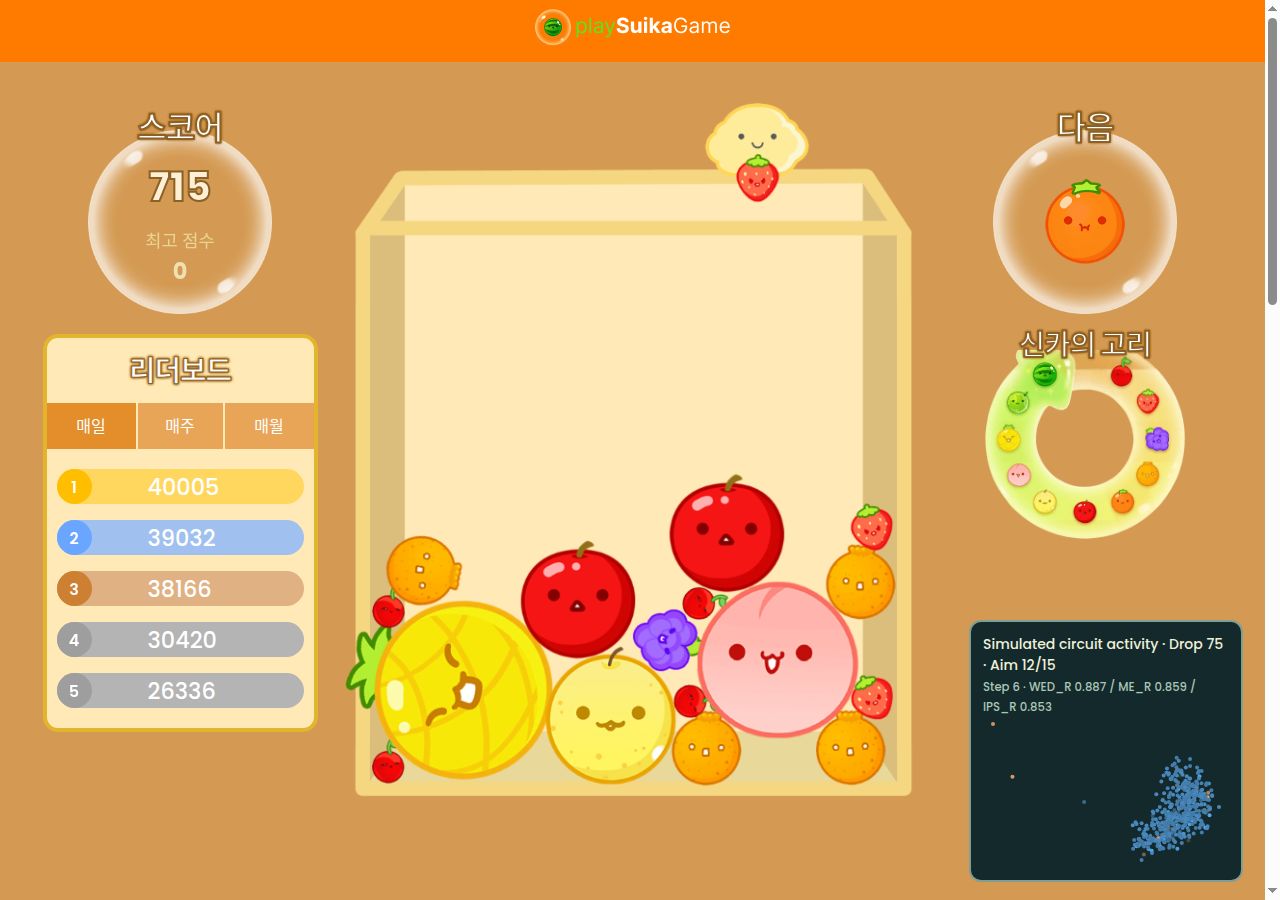 playSuikaGame
스코어
715
최고 점수
0
다음
리더보드
매일 매주 매월
1 40005
2 39032
3 38166
4 30420
5 26336
신카의 고리
Simulated circuit activity · Drop 75
· Aim 12/15
Step 6 · WED_R 0.887 / ME_R 0.859 /
IPS_R 0.853